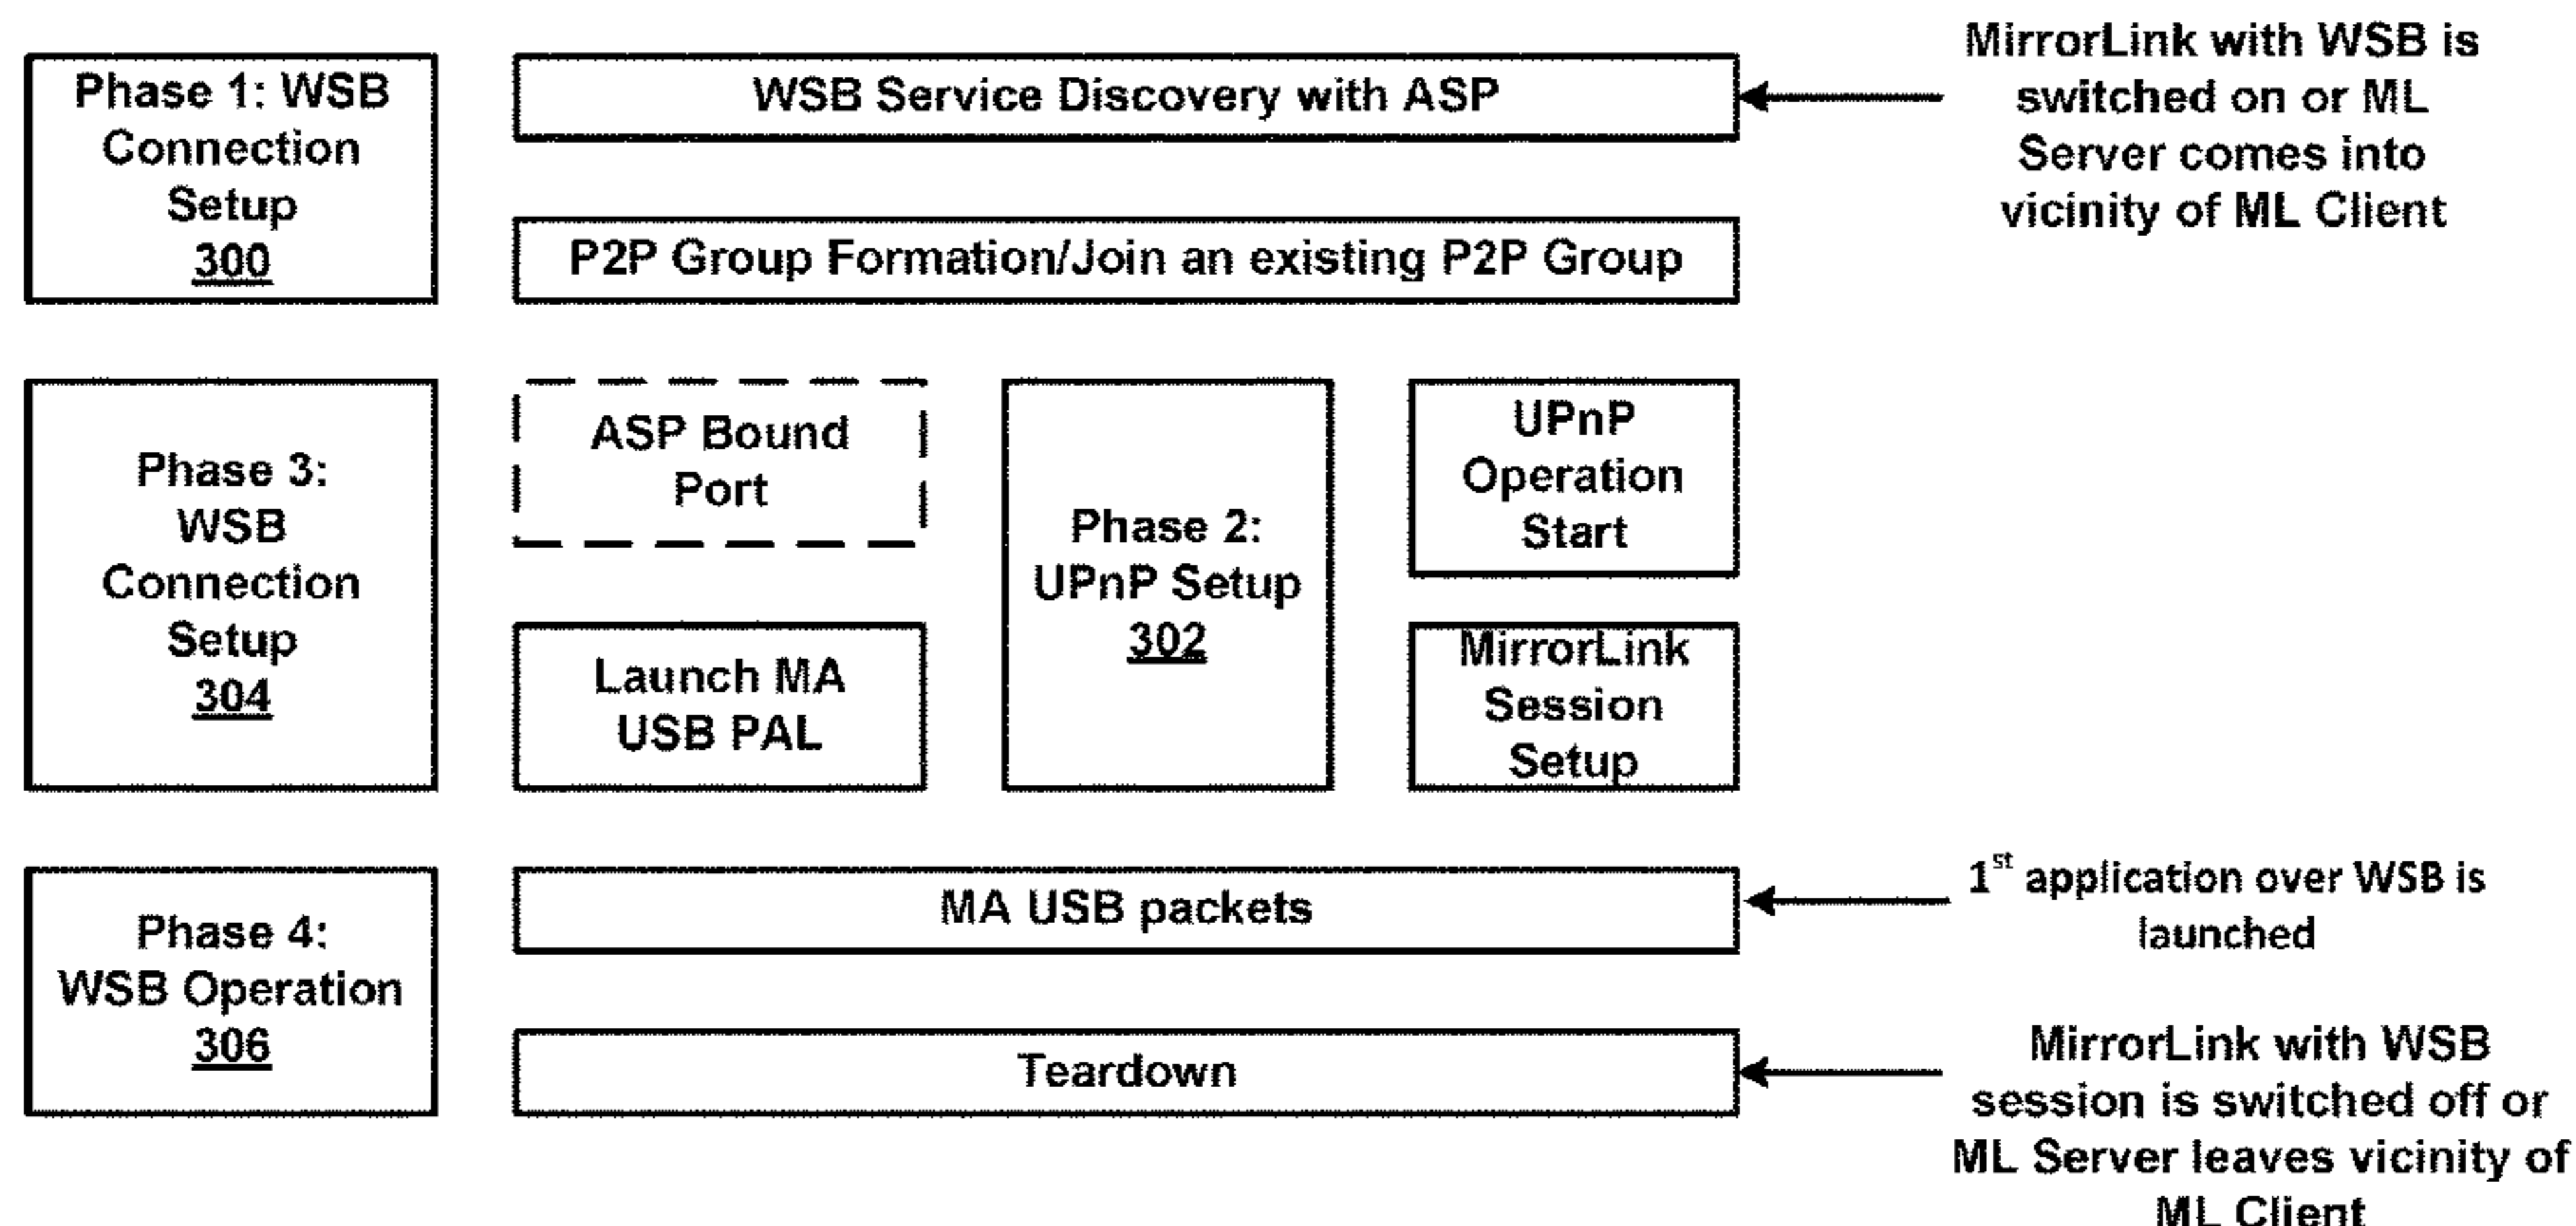 Phase 1: WSB
Connection
Setup
300
WSB Service Discovery with ASP
MirrorLink with WSB is
switched on or ML
Server comes into
vicinity of ML Client
P2P Group Formation/Join an existing P2P Group
Phase 3:
WSB
Connection
Setup
304
ASP Bound
Port
Launch MA
USB PAL
Phase 2:
UPnP Setup
302
UPnP
Operation
Start
MirrorLink
Session
Setup
Phase 4:
WSB Operation
306
MA USB packets
1st application over WSB is
launched
Teardown
MirrorLink with WSB
session is switched off or
ML Server leaves vicinity of
ML Client